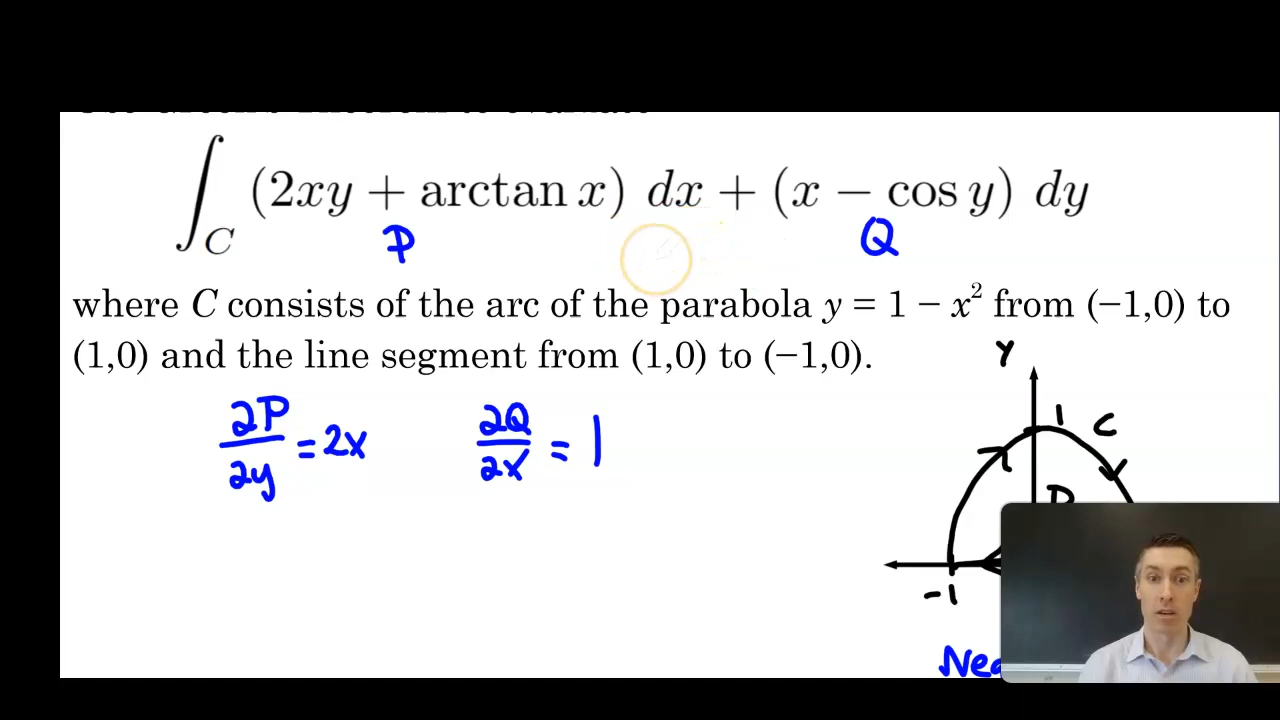 ∫_C (2xy + arctan x) dx + (x − cos y) dy
P Q
where C consists of the arc of the parabola y = 1 − x² from (−1,0) to
(1,0) and the line segment from (1,0) to (−1,0).
∂P/∂y = 2x ∂Q/∂x = 1
Y
1 C
D
-1